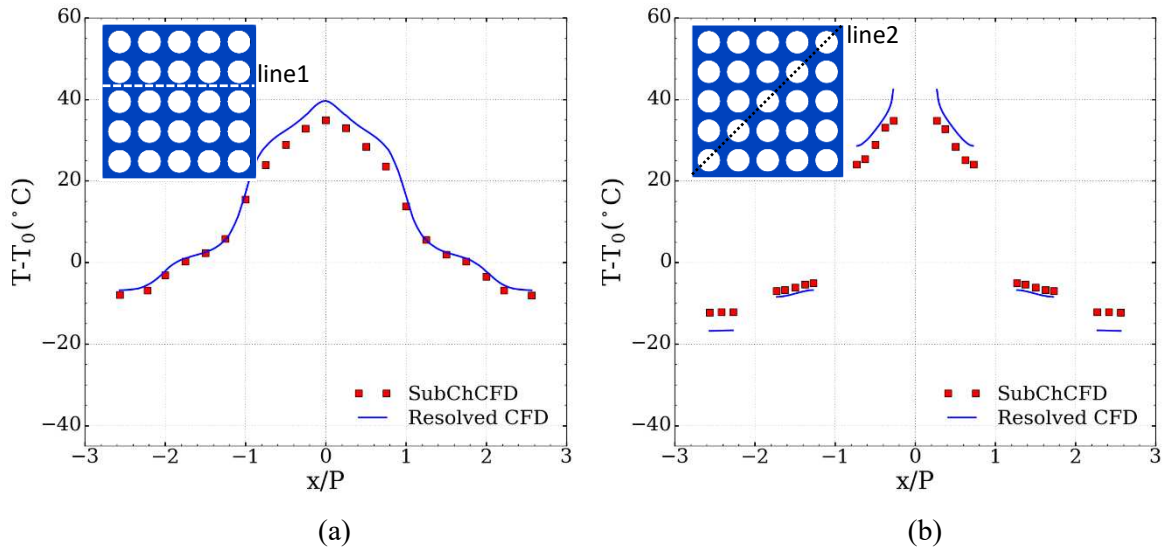 60
40
20
0
−20
−40
T-T₀(°C)
line1
SubChCFD
Resolved CFD
−3 −2 −1 0 1 2 3
x/P
(a)
60
40
20
0
−20
−40
T-T₀(°C)
line2
SubChCFD
Resolved CFD
−3 −2 −1 0 1 2 3
x/P
(b)